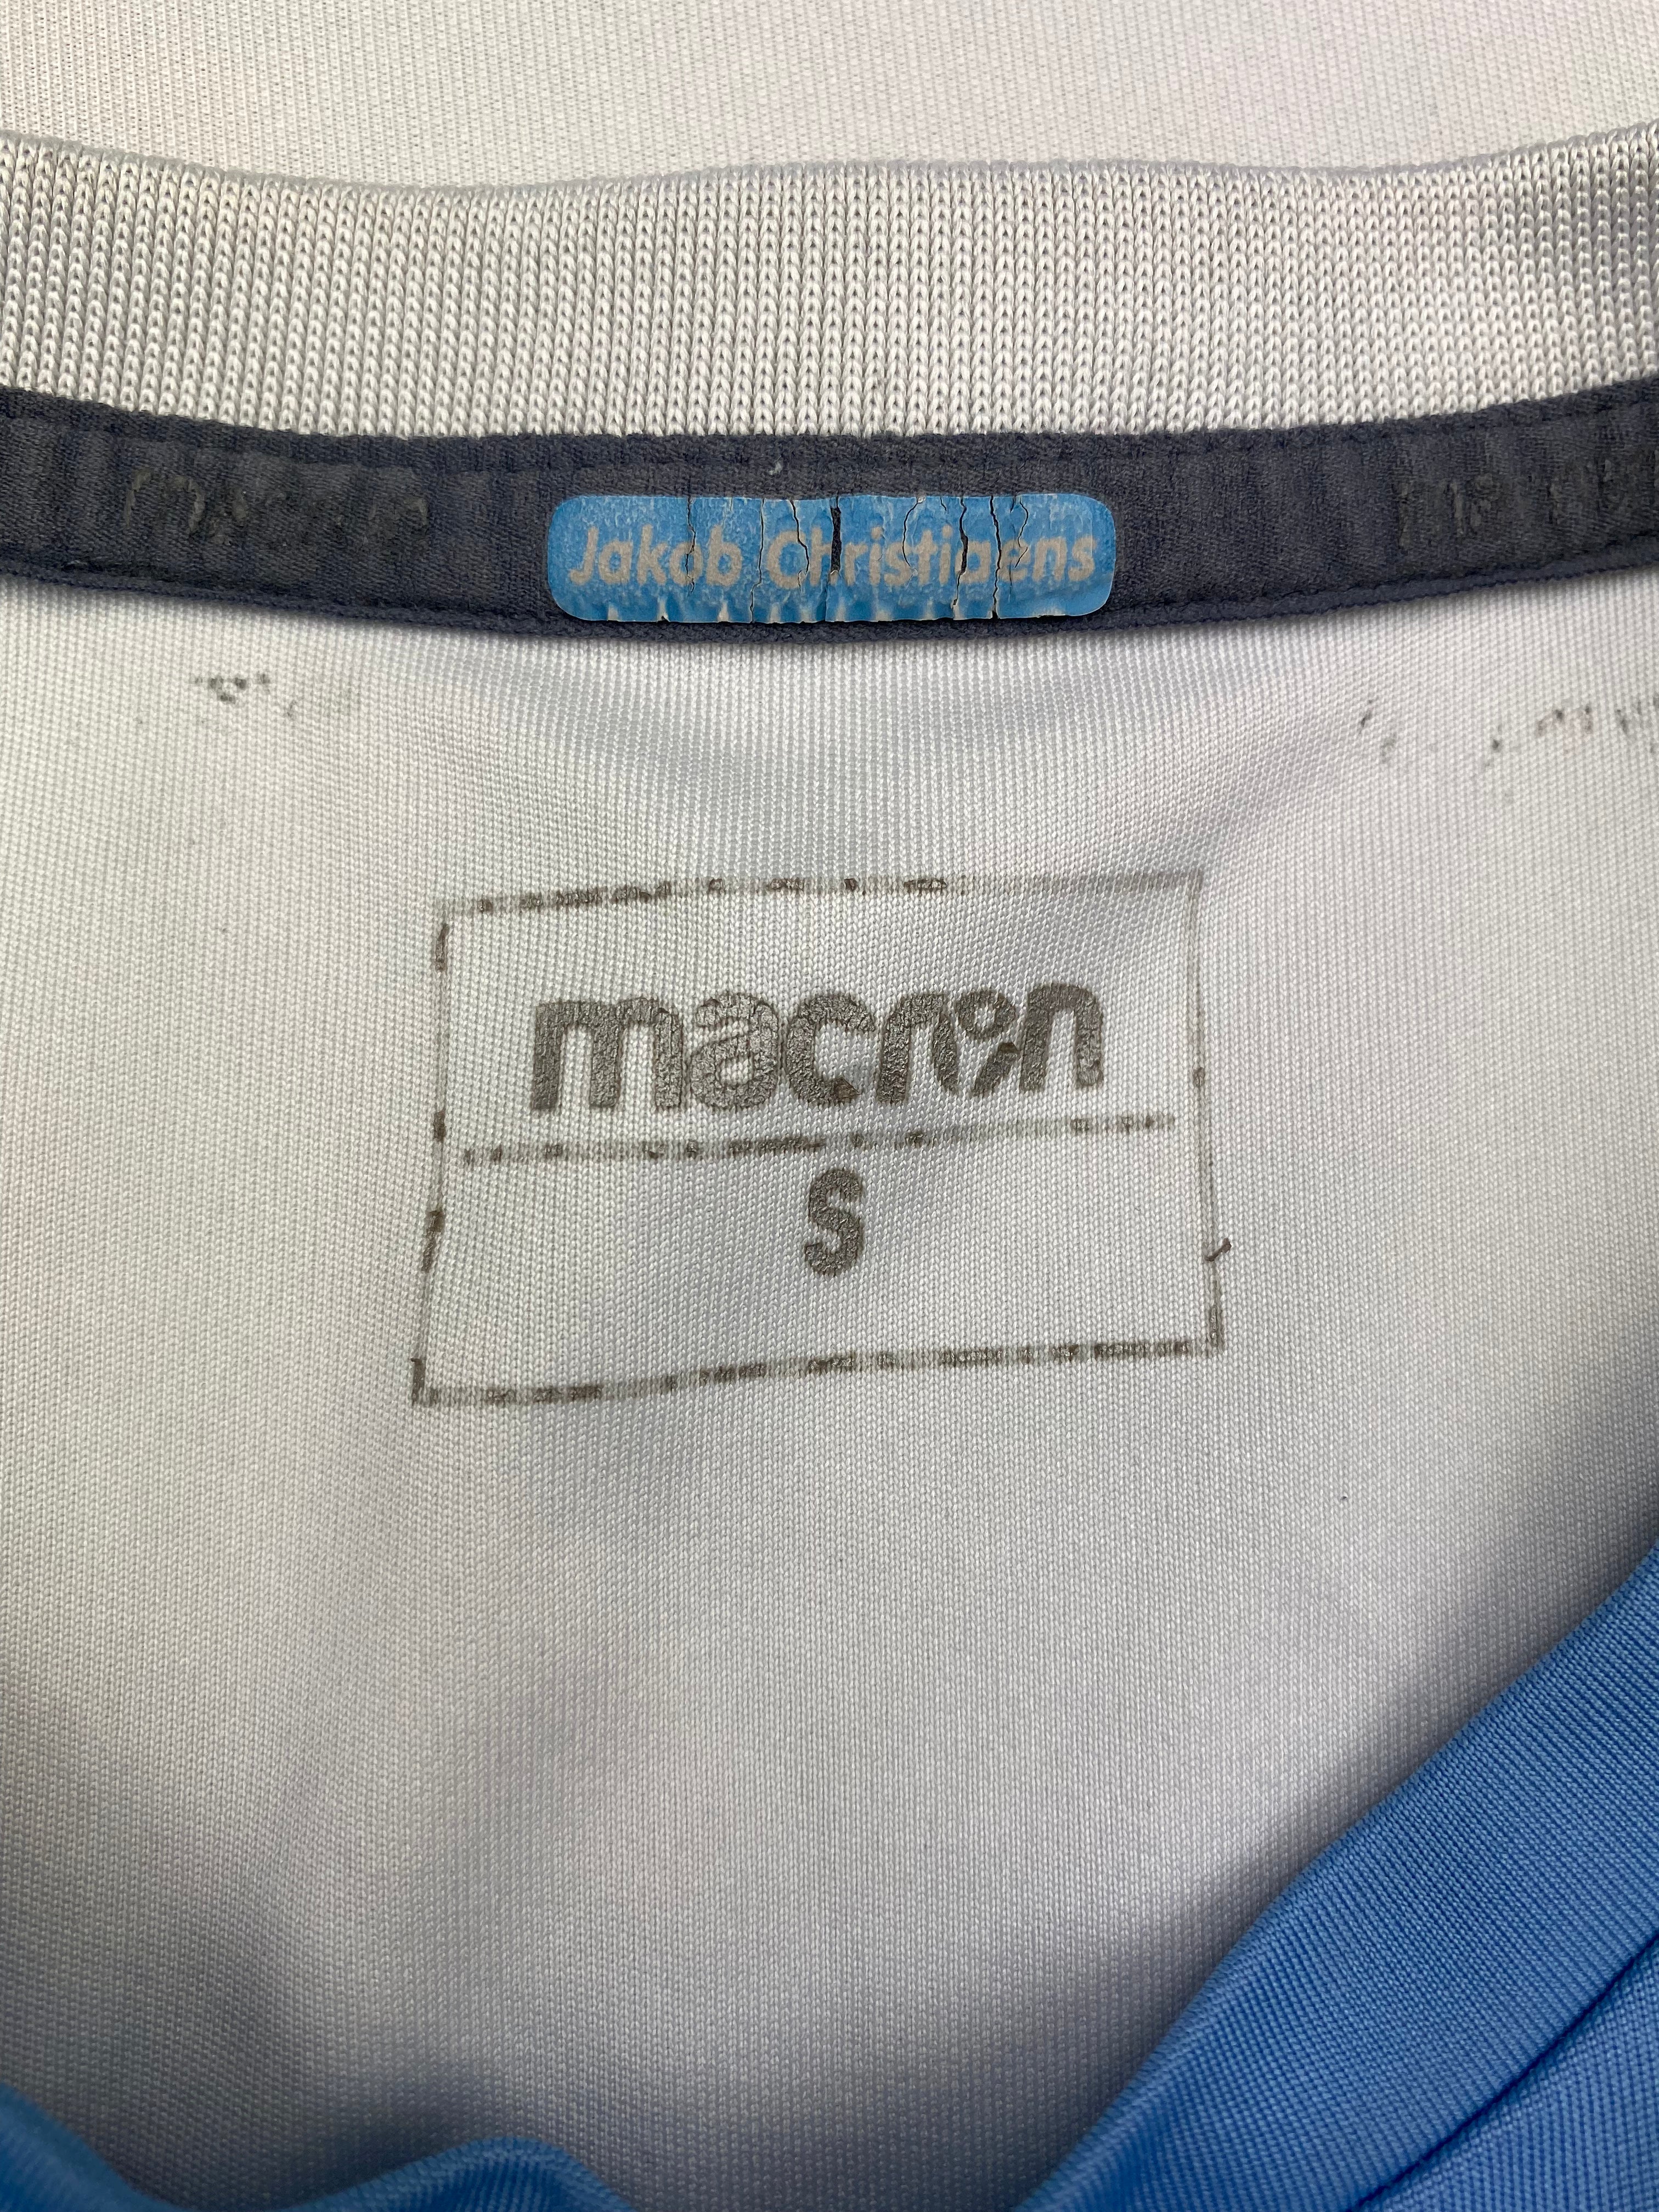 Jakob Christiaens
macron
S